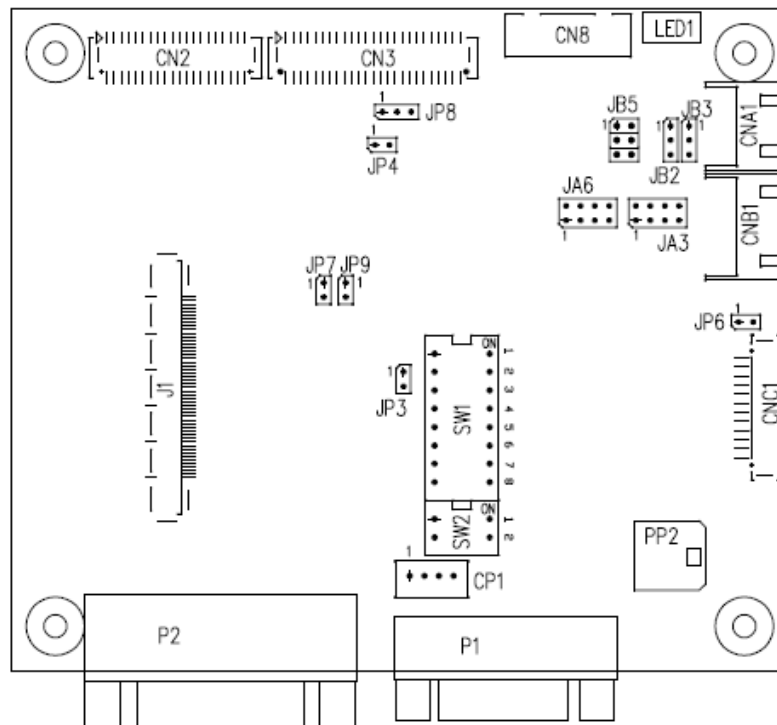 LED1
CN8
CN2
CN3
1
JP8
1
JP4
JB5
1
JB3
1
1
JB2
CNA1
JA6
1
1
JA3
CNB1
JP7
JP9
1
1
1
JP6
ON
1
2
3
4
5
6
7
8
SW1
1
JP3
J1
CNC1
ON
1
2
SW2
PP2
1
CP1
P2
P1